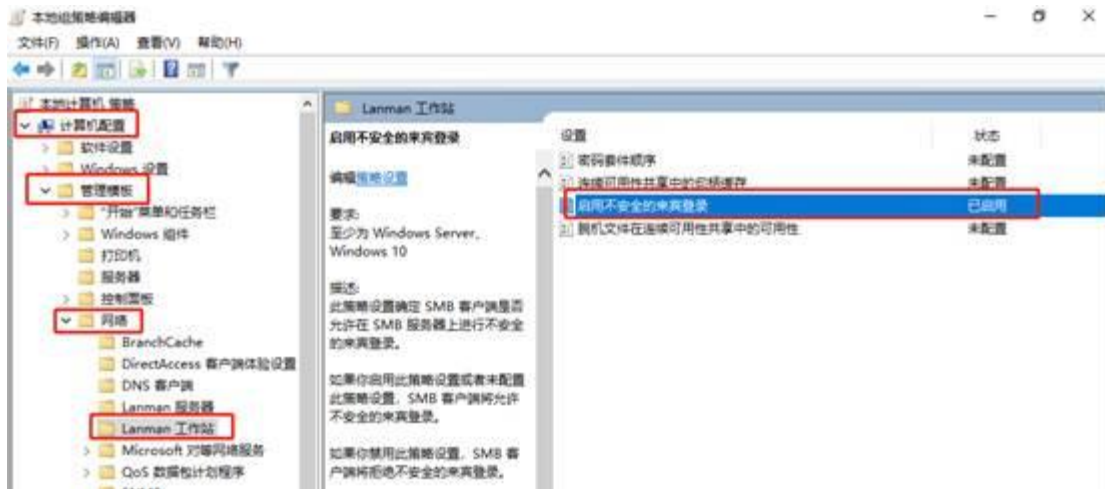 本地组策略编辑器
文件(F) 操作(A) 查看(V) 帮助(H)
本地计算机 策略
计算机配置
软件设置
Windows 设置
管理模板
"开始"菜单和任务栏
Windows 组件
打印机
服务器
控制面板
网络
BranchCache
DirectAccess 客户端体验设置
DNS 客户端
Lanman 服务器
Lanman 工作站
Microsoft 对等网络服务
QoS 数据包计划程序
Lanman 工作站
启用不安全的来宾登录
编辑策略设置
要求:
至少为 Windows Server,
Windows 10
描述:
此策略设置确定 SMB 客户端是否
允许在 SMB 服务器上进行不安全
的来宾登录。
如果你启用此策略设置或者未配置
此策略设置，SMB 客户端将允许
不安全的来宾登录。
如果你禁用此策略设置，SMB 客
户端将拒绝不安全的来宾登录。
设置 状态
密码套件顺序 未配置
连续可用性共享中的句柄缓存 未配置
启用不安全的来宾登录 已启用
脱机文件在连续可用性共享中的可用性 未配置